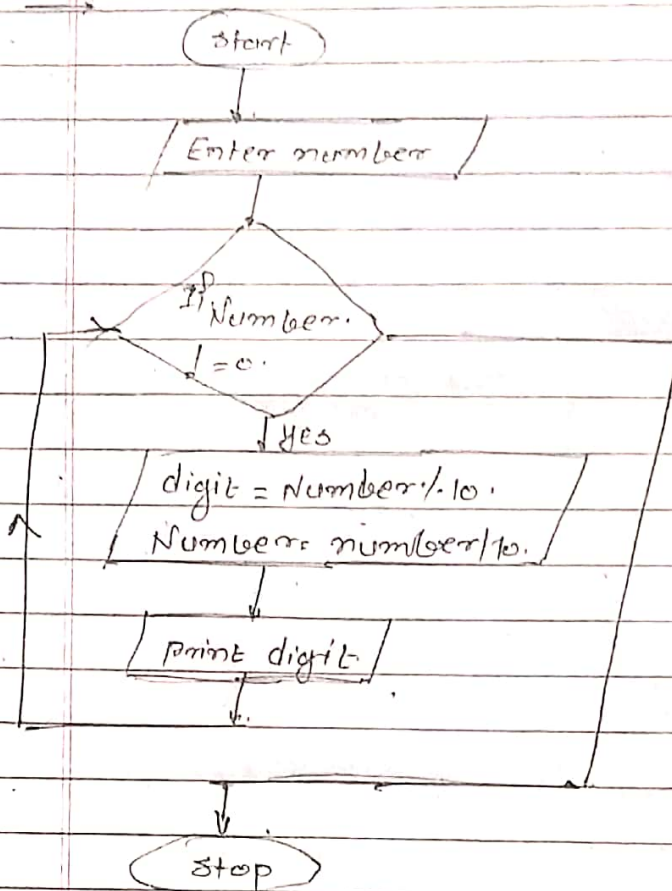 Start
Enter number
If Number.
! = 0.
yes
digit = Number % 10.
Number = number/10.
print digit.
Stop